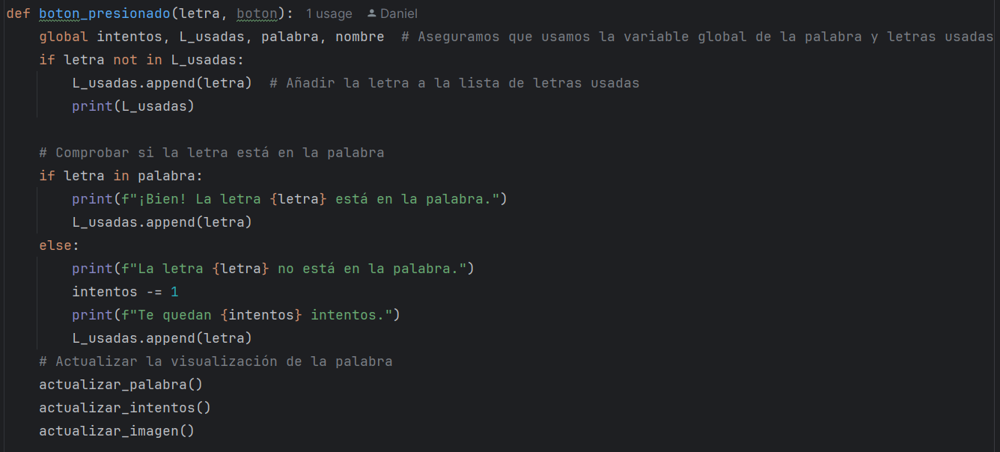 def boton_presionado(letra, boton): 1 usage Daniel
    global intentos, L_usadas, palabra, nombre  # Aseguramos que usamos la variable global de la palabra y letras usadas
    if letra not in L_usadas:
        L_usadas.append(letra)  # Añadir la letra a la lista de letras usadas
        print(L_usadas)

    # Comprobar si la letra está en la palabra
    if letra in palabra:
        print(f"¡Bien! La letra {letra} está en la palabra.")
        L_usadas.append(letra)
    else:
        print(f"La letra {letra} no está en la palabra.")
        intentos -= 1
        print(f"Te quedan {intentos} intentos.")
        L_usadas.append(letra)
    # Actualizar la visualización de la palabra
    actualizar_palabra()
    actualizar_intentos()
    actualizar_imagen()